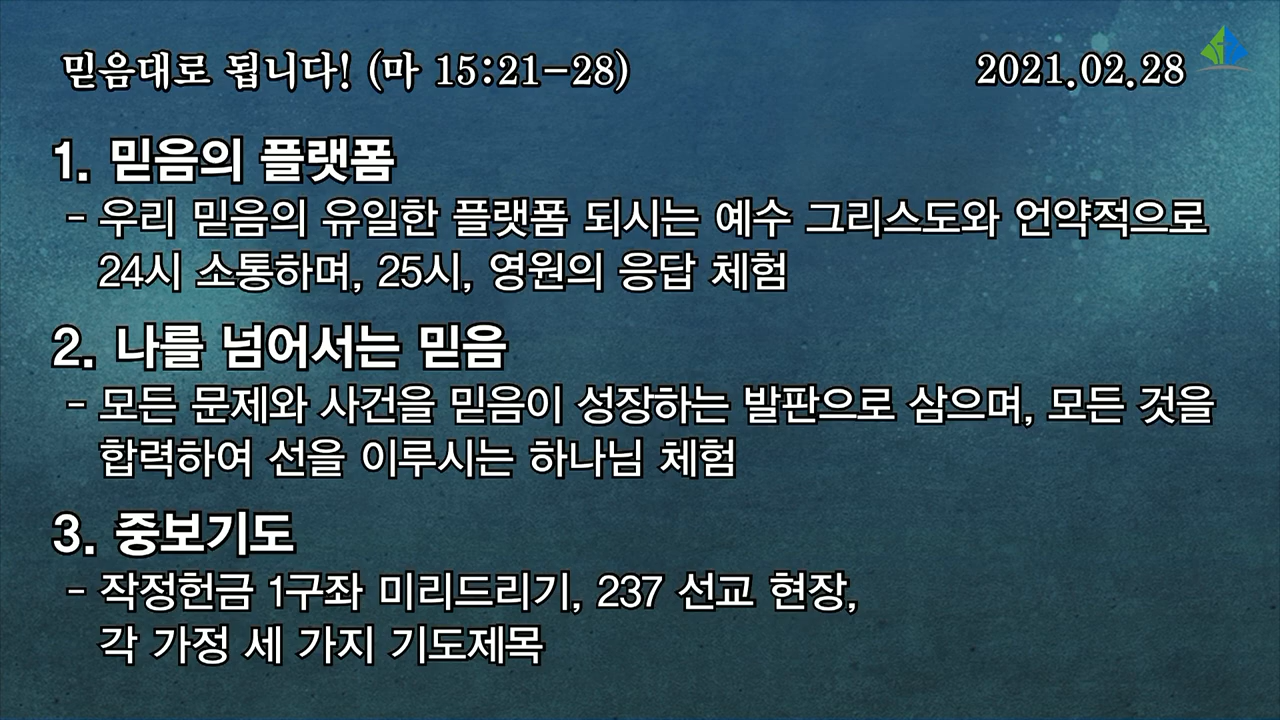 믿음대로 됩니다! (마 15:21-28)
2021.02.28
1. 믿음의 플랫폼
- 우리 믿음의 유일한 플랫폼 되시는 예수 그리스도와 언약적으로
24시 소통하며, 25시, 영원의 응답 체험
2. 나를 넘어서는 믿음
- 모든 문제와 사건을 믿음이 성장하는 발판으로 삼으며, 모든 것을
합력하여 선을 이루시는 하나님 체험
3. 중보기도
- 작정헌금 1구좌 미리드리기, 237 선교 현장,
각 가정 세 가지 기도제목